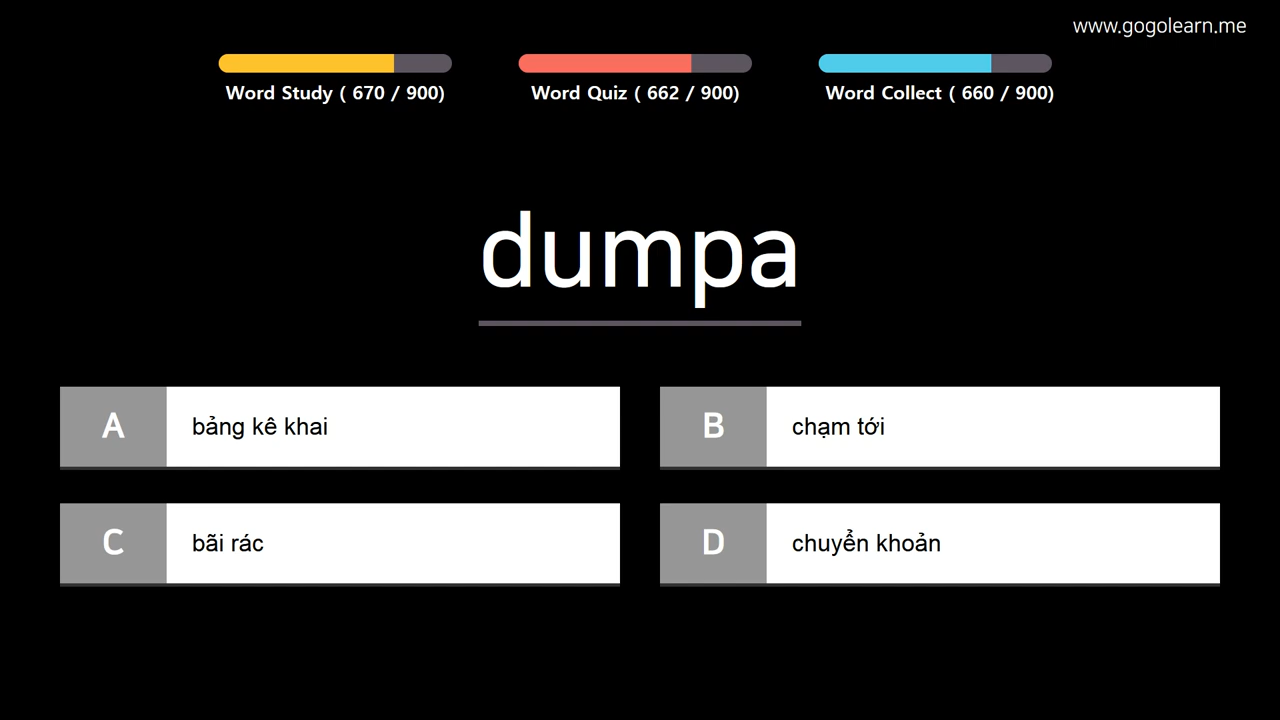 www.gogolearn.me
Word Study ( 670 / 900)
Word Quiz ( 662 / 900)
Word Collect ( 660 / 900)
dumpa
A bảng kê khai
B chạm tới
C bãi rác
D chuyển khoản